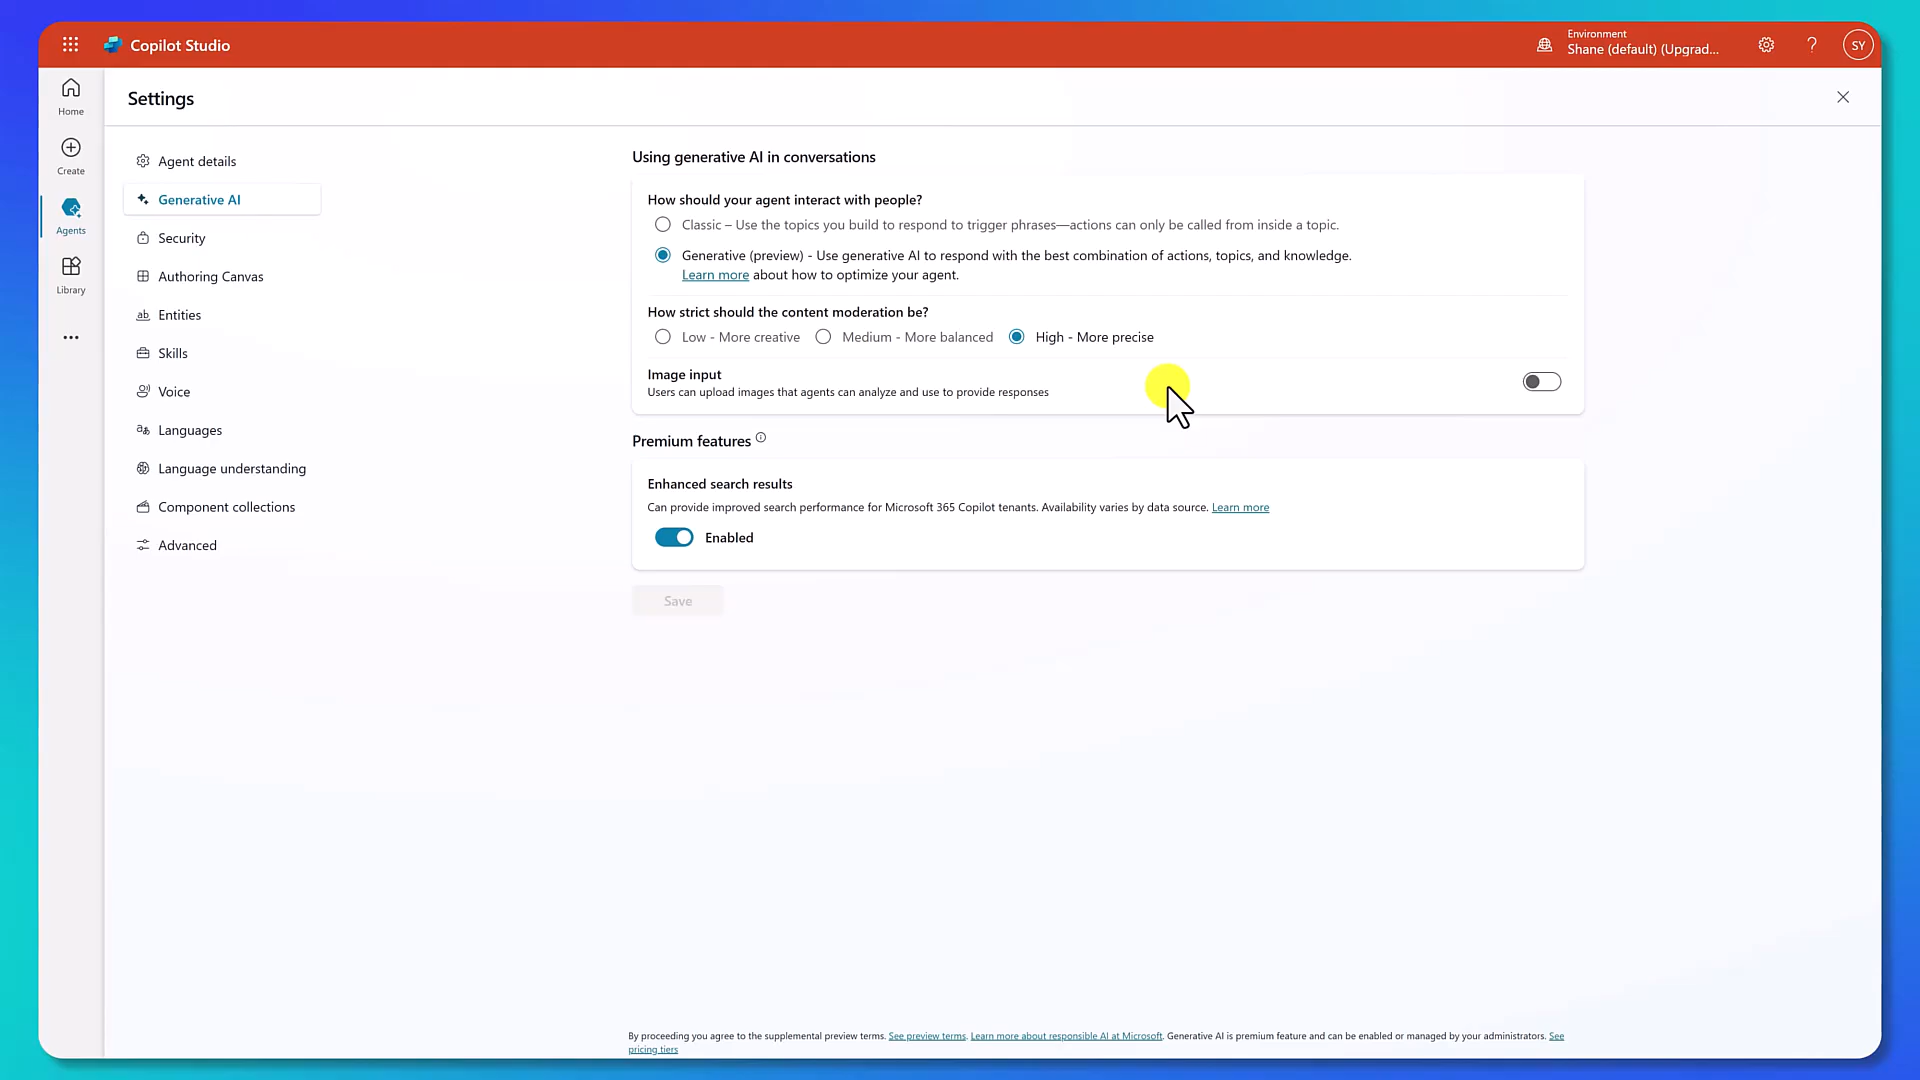 Copilot Studio
Environment
Shane (default) (Upgrad...
?
SY
Home
Create
Agents
Library
Settings
Agent details
Generative AI
Security
Authoring Canvas
Entities
Skills
Voice
Languages
Language understanding
Component collections
Advanced
Using generative AI in conversations
How should your agent interact with people?
Classic – Use the topics you build to respond to trigger phrases—actions can only be called from inside a topic.
Generative (preview) - Use generative AI to respond with the best combination of actions, topics, and knowledge.
Learn more about how to optimize your agent.
How strict should the content moderation be?
Low - More creative Medium - More balanced High - More precise
Image input
Users can upload images that agents can analyze and use to provide responses
Premium features
Enhanced search results
Can provide improved search performance for Microsoft 365 Copilot tenants. Availability varies by data source. Learn more
Enabled
Save
By proceeding you agree to the supplemental preview terms. See preview terms. Learn more about responsible AI at Microsoft. Generative AI is premium feature and can be enabled or managed by your administrators. See
pricing tiers